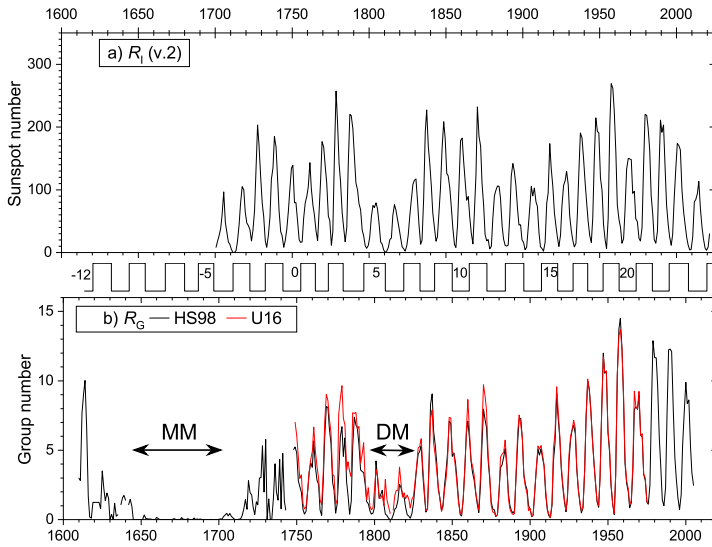 1600 1650 1700 1750 1800 1850 1900 1950 2000
a) R_I (v.2)
300
200
100
0
Sunspot number
-12 -5 0 5 10 15 20
b) R_G — HS98 — U16
15
10
5
0
Group number
MM
DM
1600 1650 1700 1750 1800 1850 1900 1950 2000